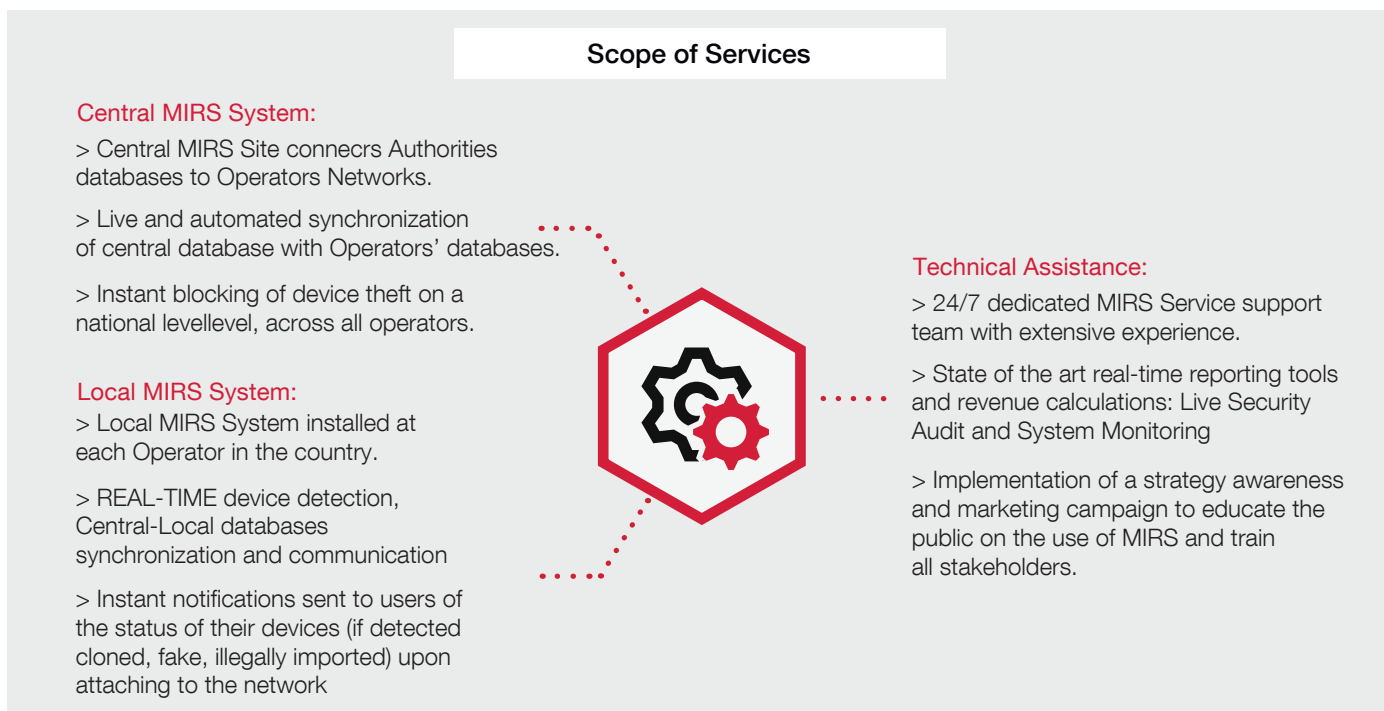 Scope of Services
Central MIRS System:
> Central MIRS Site connecrs Authorities
databases to Operators Networks.
> Live and automated synchronization
of central database with Operators’ databases.
> Instant blocking of device theft on a
national levellevel, across all operators.
Local MIRS System:
> Local MIRS System installed at
each Operator in the country.
> REAL-TIME device detection,
Central-Local databases
synchronization and communication
> Instant notifications sent to users of
the status of their devices (if detected
cloned, fake, illegally imported) upon
attaching to the network
Technical Assistance:
> 24/7 dedicated MIRS Service support
team with extensive experience.
> State of the art real-time reporting tools
and revenue calculations: Live Security
Audit and System Monitoring
> Implementation of a strategy awareness
and marketing campaign to educate the
public on the use of MIRS and train
all stakeholders.